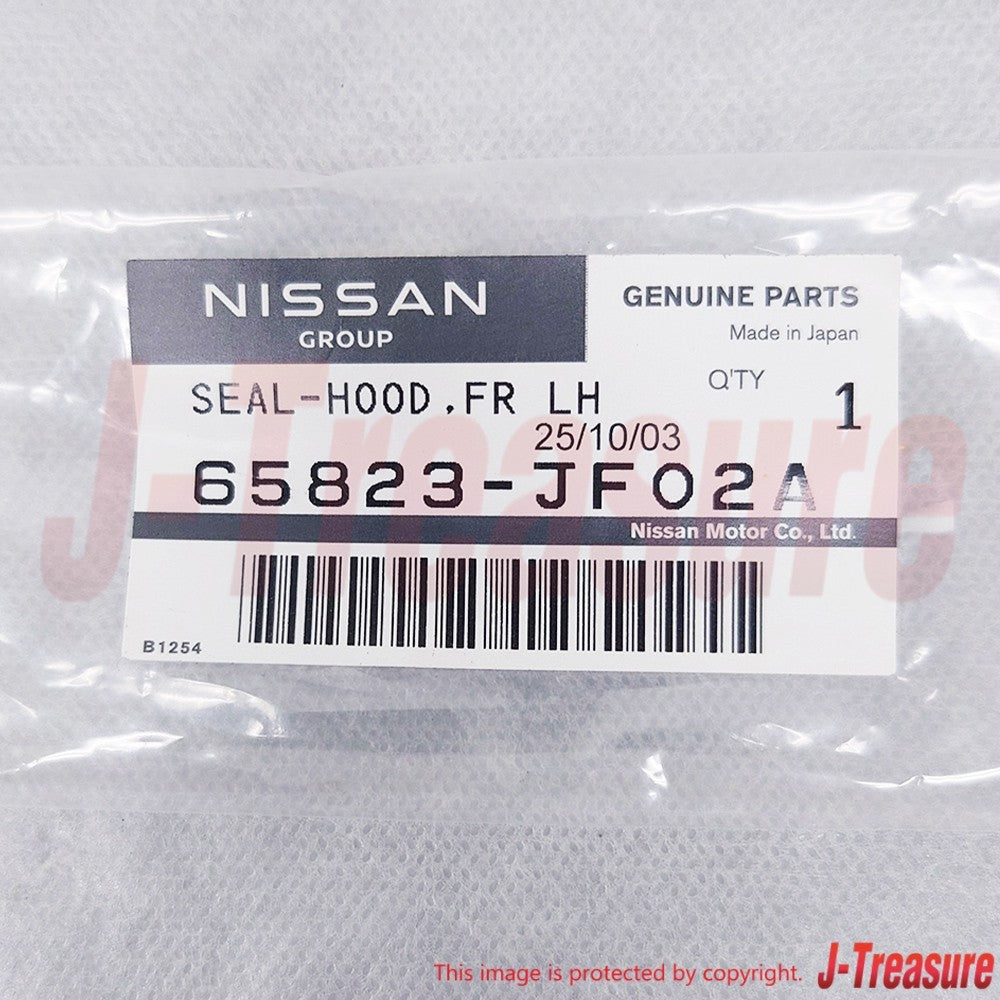 NISSAN
GROUP
GENUINE PARTS
Made in Japan
SEAL-HOOD,FR LH
Q'TY 1
25/10/03
65823-JF02A
Nissan Motor Co., Ltd.
B1254
J-Treasure
This image is protected by copyright. J-Treasure